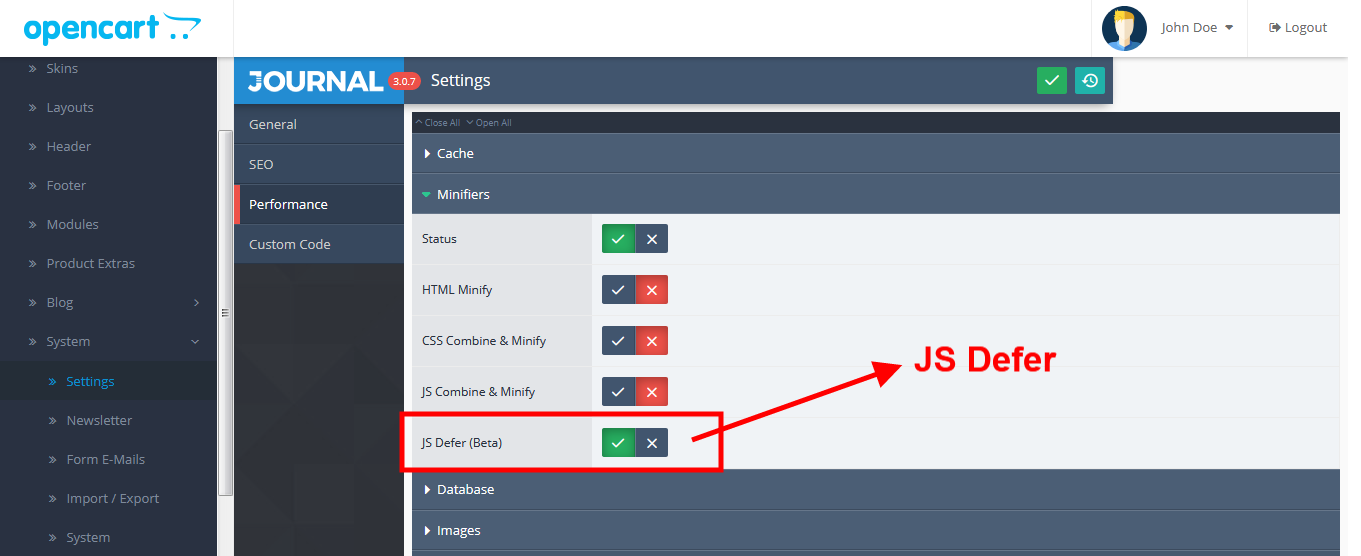 opencart
John Doe
Logout
Skins
Layouts
Header
Footer
Modules
Product Extras
Blog
System
Settings
Newsletter
Form E-Mails
Import / Export
System
JOURNAL 3.0.7
Settings
General
SEO
Performance
Custom Code
Close All Open All
Cache
Minifiers
Status
HTML Minify
CSS Combine & Minify
JS Combine & Minify
JS Defer (Beta)
JS Defer
Database
Images